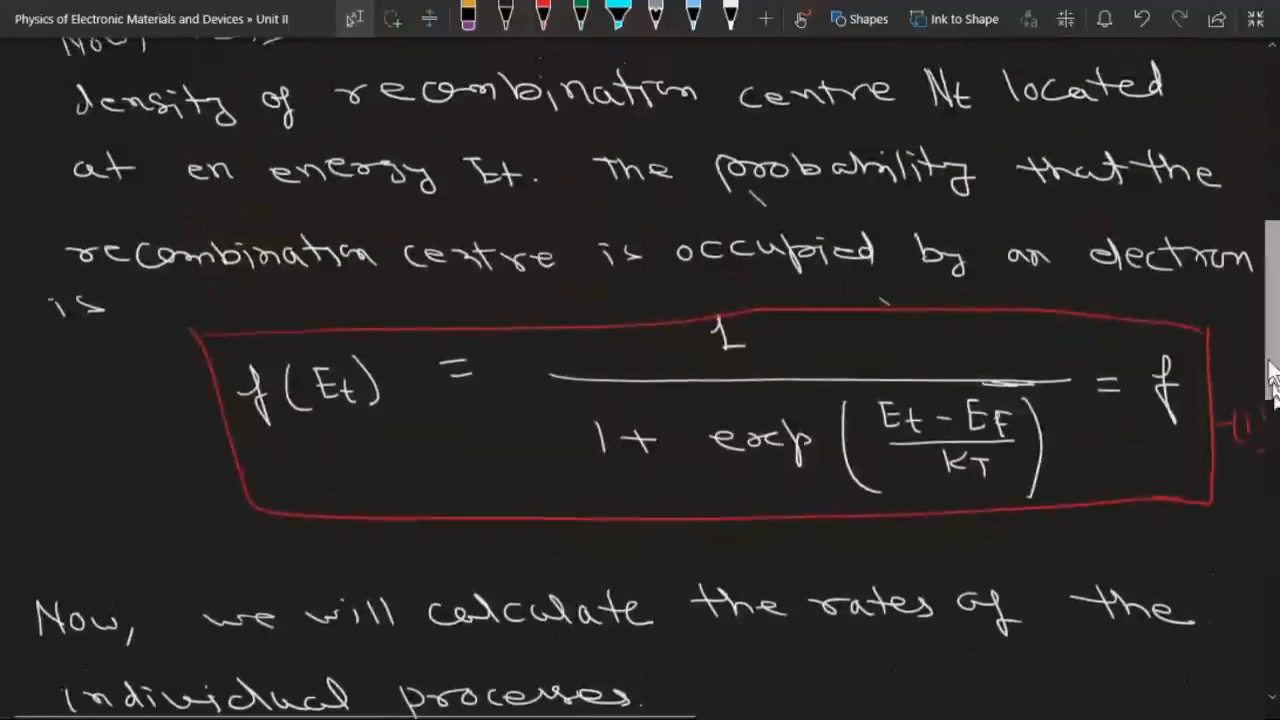 Physics of Electronic Materials and Devices » Unit II
Shapes
Ink to Shape
Now,
density of recombination centre Nt located
at en energy Et. The probability that the
recombination centre is occupied by an electron
is
f(Et) = 1 / (1 + exp((Et - EF) / KT)) = f
Now, we will calculate the rates of the
individual processes.